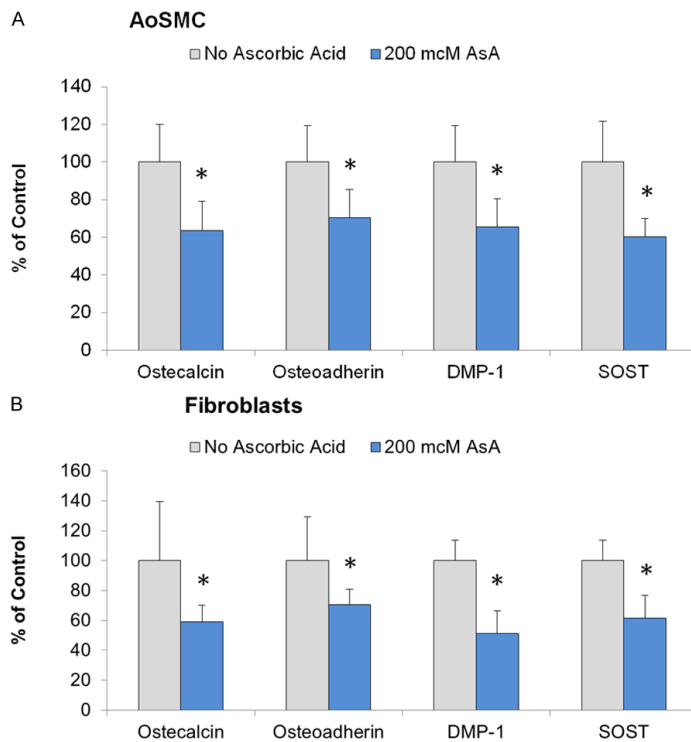 A
AoSMC
No Ascorbic Acid 200 mcM AsA
% of Control
140
120
100
80
60
40
20
0
* * * *
Ostecalcin Osteoadherin DMP-1 SOST
B
Fibroblasts
No Ascorbic Acid 200 mcM AsA
% of Control
160
140
120
100
80
60
40
20
0
* * * *
Ostecalcin Osteoadherin DMP-1 SOST